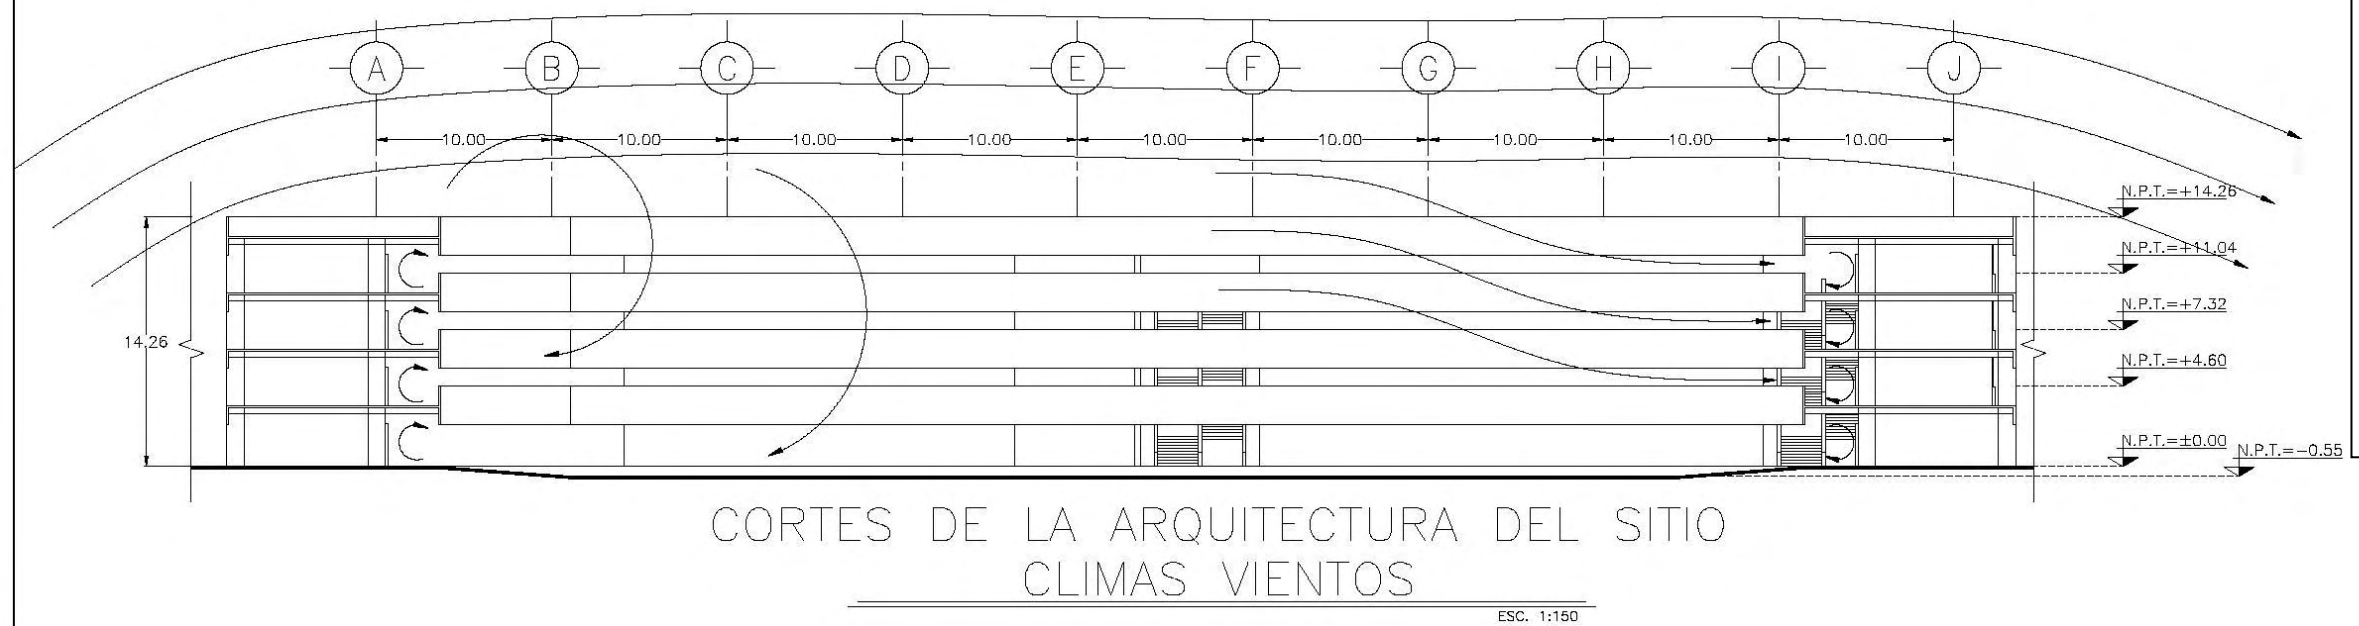 A B C D E F G H I J
10.00 10.00 10.00 10.00 10.00 10.00 10.00 10.00 10.00
N.P.T.=+14.26
N.P.T.=+11.04
N.P.T.=+7.32
14.26
N.P.T.=+4.60
N.P.T.=±0.00
N.P.T.=−0.55
CORTES DE LA ARQUITECTURA DEL SITIO
CLIMAS VIENTOS
ESC. 1:150